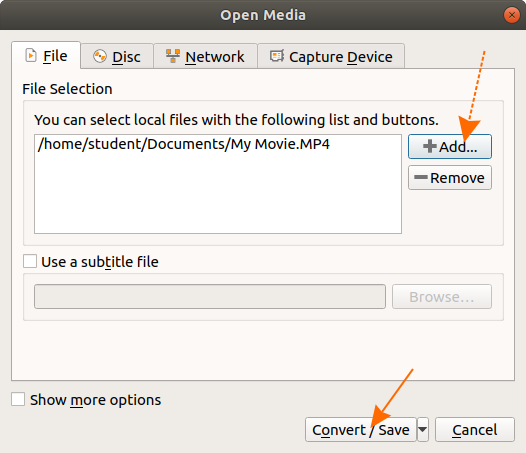 Open Media
File Disc Network Capture Device
File Selection
You can select local files with the following list and buttons.
/home/student/Documents/My Movie.MP4
Add...
Remove
Use a subtitle file
Browse...
Show more options
Convert / Save Cancel